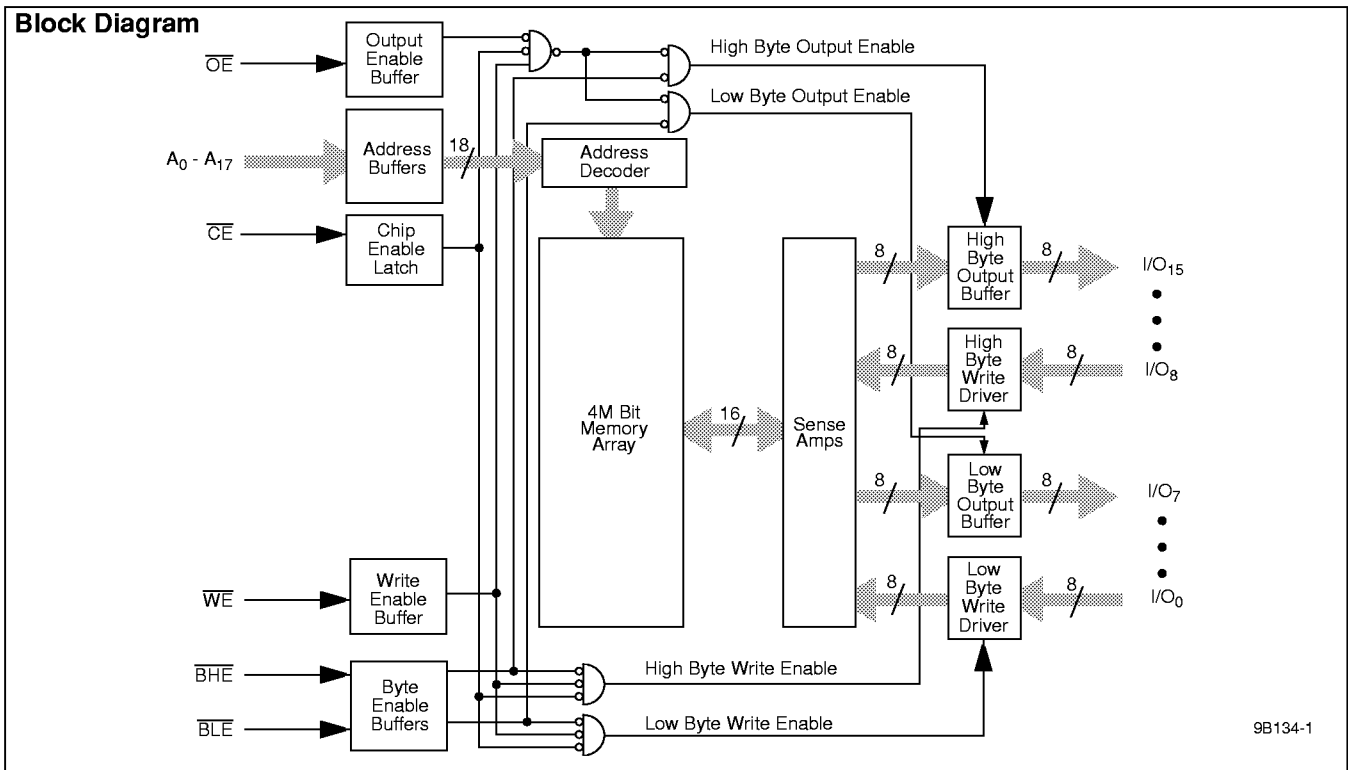 Block Diagram
OE
Output
Enable
Buffer
High Byte Output Enable
Low Byte Output Enable
A0 - A17
Address
Buffers
18
Address
Decoder
CE
Chip
Enable
Latch
4M Bit
Memory
Array
16
Sense
Amps
8
High
Byte
Output
Buffer
8
I/O15
8
High
Byte
Write
Driver
8
I/O8
8
Low
Byte
Output
Buffer
8
I/O7
8
Low
Byte
Write
Driver
8
I/O0
WE
Write
Enable
Buffer
BHE
BLE
Byte
Enable
Buffers
High Byte Write Enable
Low Byte Write Enable
9B134-1